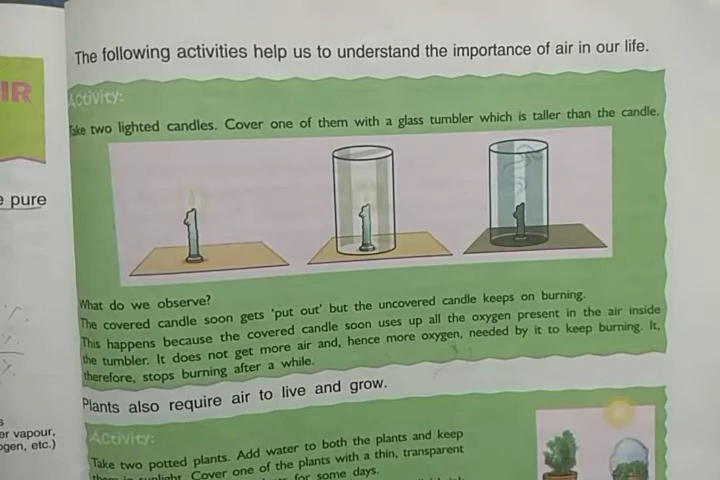 IR
pure
er vapour,
gen, etc.)
The following activities help us to understand the importance of air in our life.
Activity:
Take two lighted candles. Cover one of them with a glass tumbler which is taller than the candle.
What do we observe?
The covered candle soon gets 'put out' but the uncovered candle keeps on burning.
This happens because the covered candle soon uses up all the oxygen present in the air inside
the tumbler. It does not get more air and, hence more oxygen, needed by it to keep burning. It,
therefore, stops burning after a while.
Plants also require air to live and grow.
Activity:
Take two potted plants. Add water to both the plants and keep
them in sunlight. Cover one of the plants with a thin, transparent
for some days.